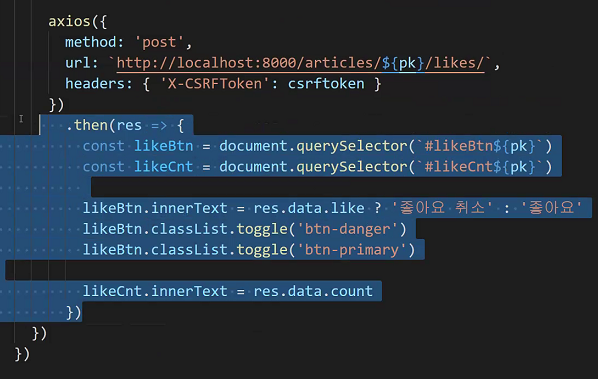 axios({
method: 'post',
url: `http://localhost:8000/articles/${pk}/likes/`,
headers: { 'X-CSRFToken': csrftoken }
})
.then(res => {
const likeBtn = document.querySelector(`#likeBtn${pk}`)
const likeCnt = document.querySelector(`#likeCnt${pk}`)
likeBtn.innerText = res.data.like ? '좋아요 취소' : '좋아요'
likeBtn.classList.toggle('btn-danger')
likeBtn.classList.toggle('btn-primary')
likeCnt.innerText = res.data.count
})
})
})